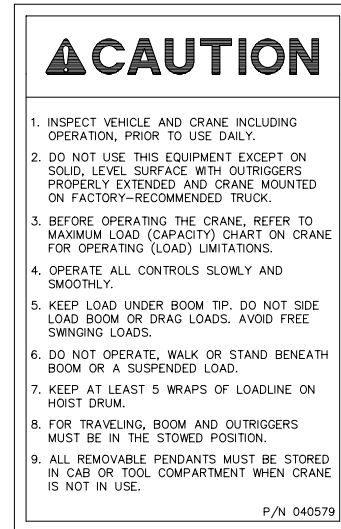 CAUTION
1. INSPECT VEHICLE AND CRANE INCLUDING
OPERATION, PRIOR TO USE DAILY.
2. DO NOT USE THIS EQUIPMENT EXCEPT ON
SOLID, LEVEL SURFACE WITH OUTRIGGERS
PROPERLY EXTENDED AND CRANE MOUNTED
ON FACTORY–RECOMMENDED TRUCK.
3. BEFORE OPERATING THE CRANE, REFER TO
MAXIMUM LOAD (CAPACITY) CHART ON CRANE
FOR OPERATING (LOAD) LIMITATIONS.
4. OPERATE ALL CONTROLS SLOWLY AND
SMOOTHLY.
5. KEEP LOAD UNDER BOOM TIP. DO NOT SIDE
LOAD BOOM OR DRAG LOADS. AVOID FREE
SWINGING LOADS.
6. DO NOT OPERATE, WALK OR STAND BENEATH
BOOM OR A SUSPENDED LOAD.
7. KEEP AT LEAST 5 WRAPS OF LOADLINE ON
HOIST DRUM.
8. FOR TRAVELING, BOOM AND OUTRIGGERS
MUST BE IN THE STOWED POSITION.
9. ALL REMOVABLE PENDANTS MUST BE STORED
IN CAB OR TOOL COMPARTMENT WHEN CRANE
IS NOT IN USE.
P/N 040579